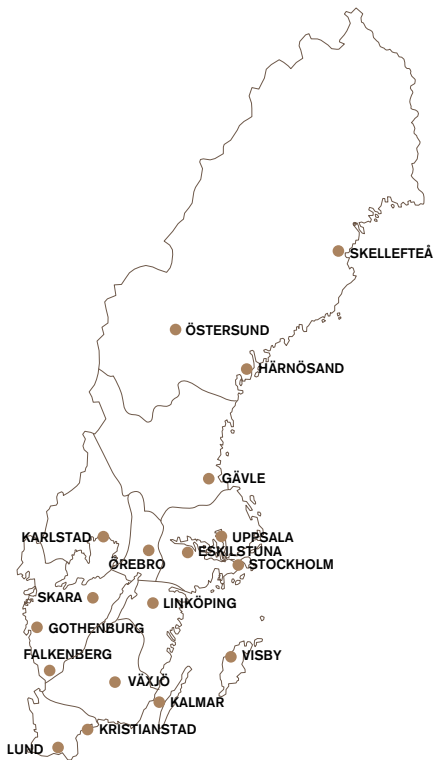 SKELLEFTEÅ
ÖSTERSUND
HÄRNÖSAND
GÄVLE
KARLSTAD
UPPSALA
ESKILSTUNA
ÖREBRO
STOCKHOLM
SKARA
LINKÖPING
GOTHENBURG
FALKENBERG
VISBY
VÄXJÖ
KALMAR
KRISTIANSTAD
LUND